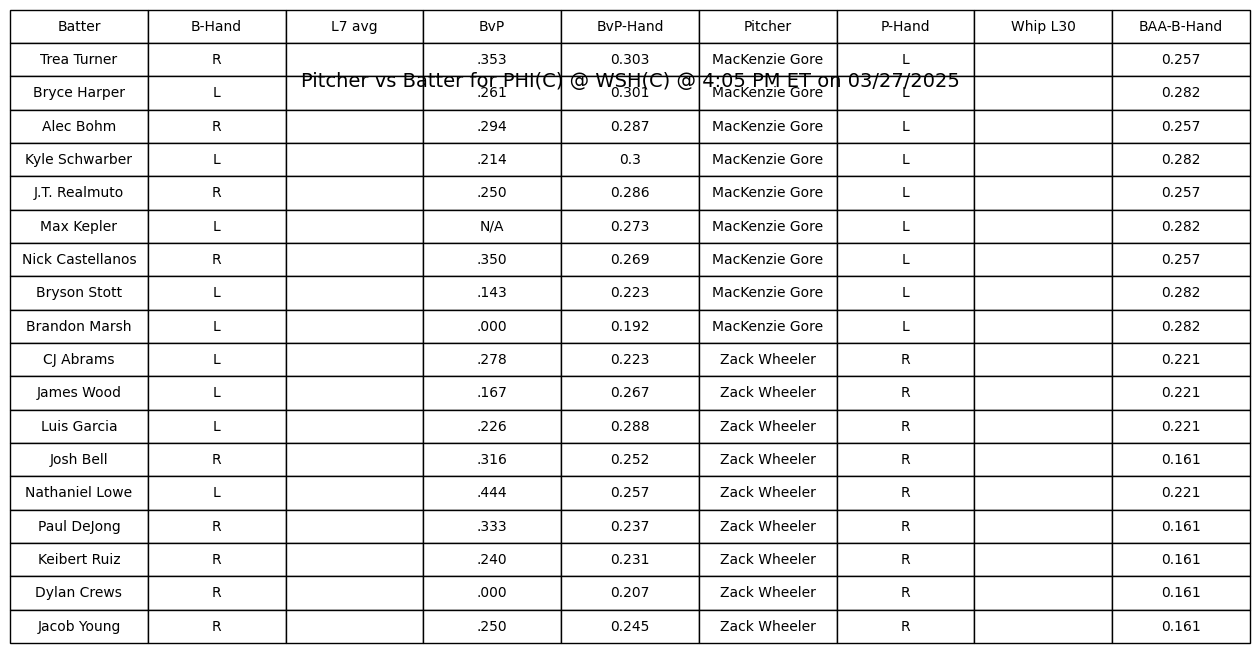 Batter B-Hand L7 avg BvP BvP-Hand Pitcher P-Hand Whip L30 BAA-B-Hand
Trea Turner R .353 0.303 MacKenzie Gore L 0.257
Pitcher vs Batter for PHI(C) @ WSH(C) @ 4:05 PM ET on 03/27/2025
Bryce Harper L .261 0.301 MacKenzie Gore L 0.282
Alec Bohm R .294 0.287 MacKenzie Gore L 0.257
Kyle Schwarber L .214 0.3 MacKenzie Gore L 0.282
J.T. Realmuto R .250 0.286 MacKenzie Gore L 0.257
Max Kepler L N/A 0.273 MacKenzie Gore L 0.282
Nick Castellanos R .350 0.269 MacKenzie Gore L 0.257
Bryson Stott L .143 0.223 MacKenzie Gore L 0.282
Brandon Marsh L .000 0.192 MacKenzie Gore L 0.282
CJ Abrams L .278 0.223 Zack Wheeler R 0.221
James Wood L .167 0.267 Zack Wheeler R 0.221
Luis Garcia L .226 0.288 Zack Wheeler R 0.221
Josh Bell R .316 0.252 Zack Wheeler R 0.161
Nathaniel Lowe L .444 0.257 Zack Wheeler R 0.221
Paul DeJong R .333 0.237 Zack Wheeler R 0.161
Keibert Ruiz R .240 0.231 Zack Wheeler R 0.161
Dylan Crews R .000 0.207 Zack Wheeler R 0.161
Jacob Young R .250 0.245 Zack Wheeler R 0.161